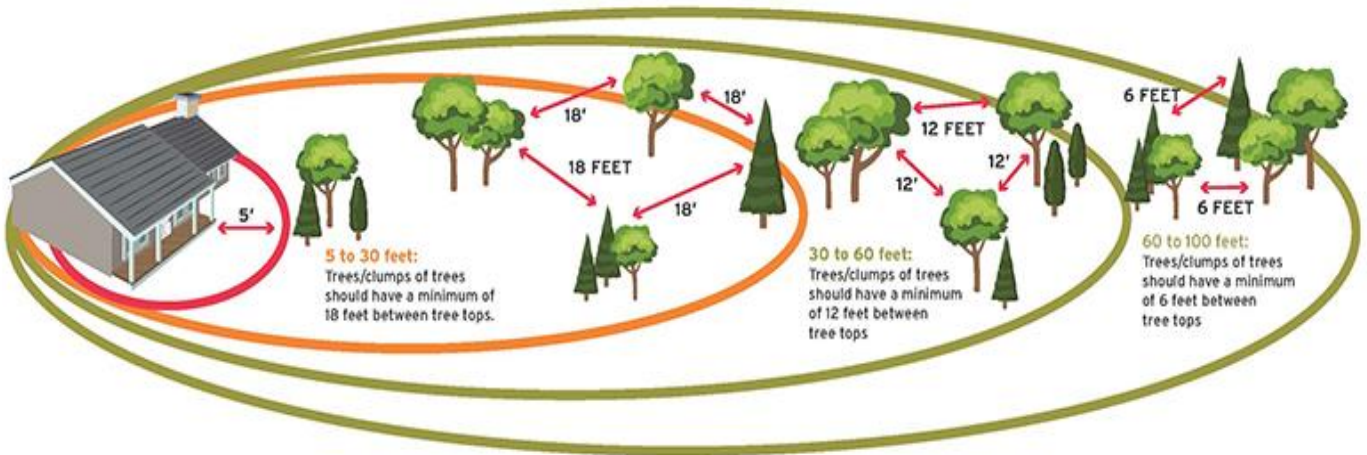 18'
18'
18 FEET
18'
5'
5 to 30 feet:
Trees/clumps of trees
should have a minimum of
18 feet between tree tops.
12 FEET
12'
12'
30 to 60 feet:
Trees/clumps of trees
should have a minimum
of 12 feet between
tree tops
6 FEET
6 FEET
60 to 100 feet:
Trees/clumps of trees
should have a minimum
of 6 feet between
tree tops